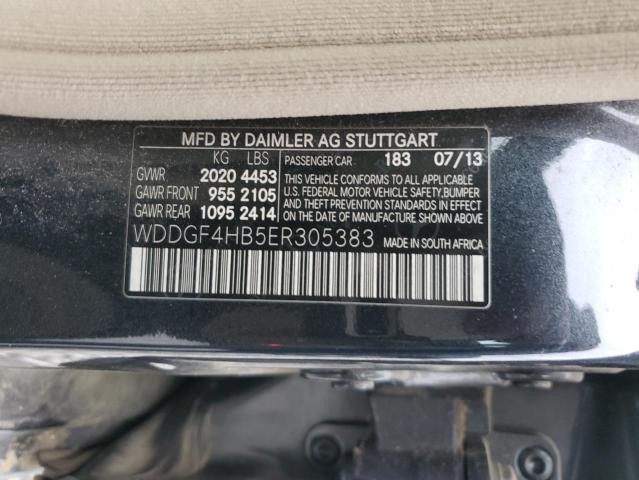 MFD BY DAIMLER AG STUTTGART
KG LBS PASSENGER CAR 183 07/13
GVWR 2020 4453
GAWR FRONT 955 2105
GAWR REAR 1095 2414
THIS VEHICLE CONFORMS TO ALL APPLICABLE
U.S. FEDERAL MOTOR VEHICLE SAFETY,BUMPER
AND THEFT PREVENTION STANDARDS IN EFFECT
ON THE DATE OF MANUFACTURE SHOWN ABOVE.
WDDGF4HB5ER305383 MADE IN SOUTH AFRICA